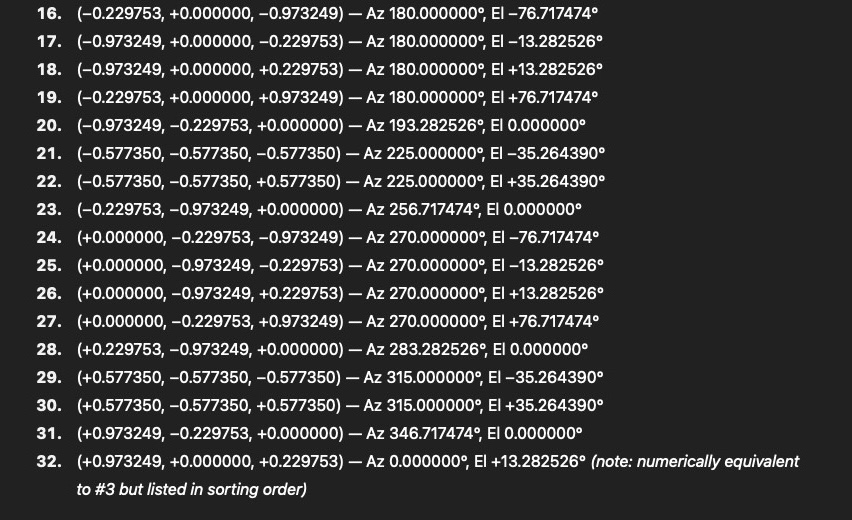 16. (−0.229753, +0.000000, −0.973249) — Az 180.000000°, El −76.717474°
17. (−0.973249, +0.000000, −0.229753) — Az 180.000000°, El −13.282526°
18. (−0.973249, +0.000000, +0.229753) — Az 180.000000°, El +13.282526°
19. (−0.229753, +0.000000, +0.973249) — Az 180.000000°, El +76.717474°
20. (−0.973249, −0.229753, +0.000000) — Az 193.282526°, El 0.000000°
21. (−0.577350, −0.577350, −0.577350) — Az 225.000000°, El −35.264390°
22. (−0.577350, −0.577350, +0.577350) — Az 225.000000°, El +35.264390°
23. (−0.229753, −0.973249, +0.000000) — Az 256.717474°, El 0.000000°
24. (+0.000000, −0.229753, −0.973249) — Az 270.000000°, El −76.717474°
25. (+0.000000, −0.973249, −0.229753) — Az 270.000000°, El −13.282526°
26. (+0.000000, −0.973249, +0.229753) — Az 270.000000°, El +13.282526°
27. (+0.000000, −0.229753, +0.973249) — Az 270.000000°, El +76.717474°
28. (+0.229753, −0.973249, +0.000000) — Az 283.282526°, El 0.000000°
29. (+0.577350, −0.577350, −0.577350) — Az 315.000000°, El −35.264390°
30. (+0.577350, −0.577350, +0.577350) — Az 315.000000°, El +35.264390°
31. (+0.973249, −0.229753, +0.000000) — Az 346.717474°, El 0.000000°
32. (+0.973249, +0.000000, +0.229753) — Az 0.000000°, El +13.282526° (note: numerically equivalent
to #3 but listed in sorting order)